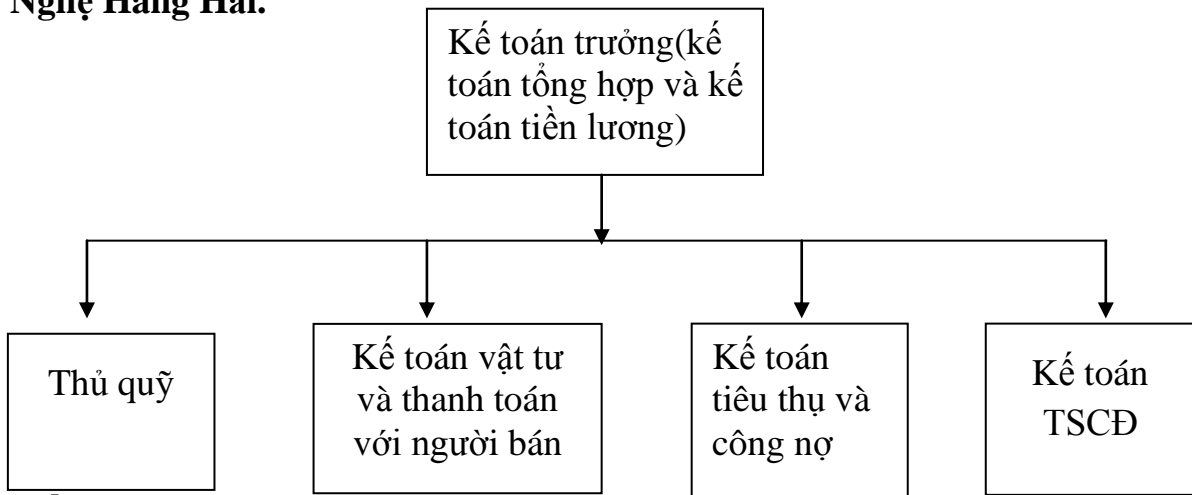 Nghệ Hàng Hải.
Kế toán trưởng(kế
toán tổng hợp và kế
toán tiền lương)
Thủ quỹ
Kế toán vật tư
và thanh toán
với người bán
Kế toán
tiêu thụ và
công nợ
Kế toán
TSCĐ